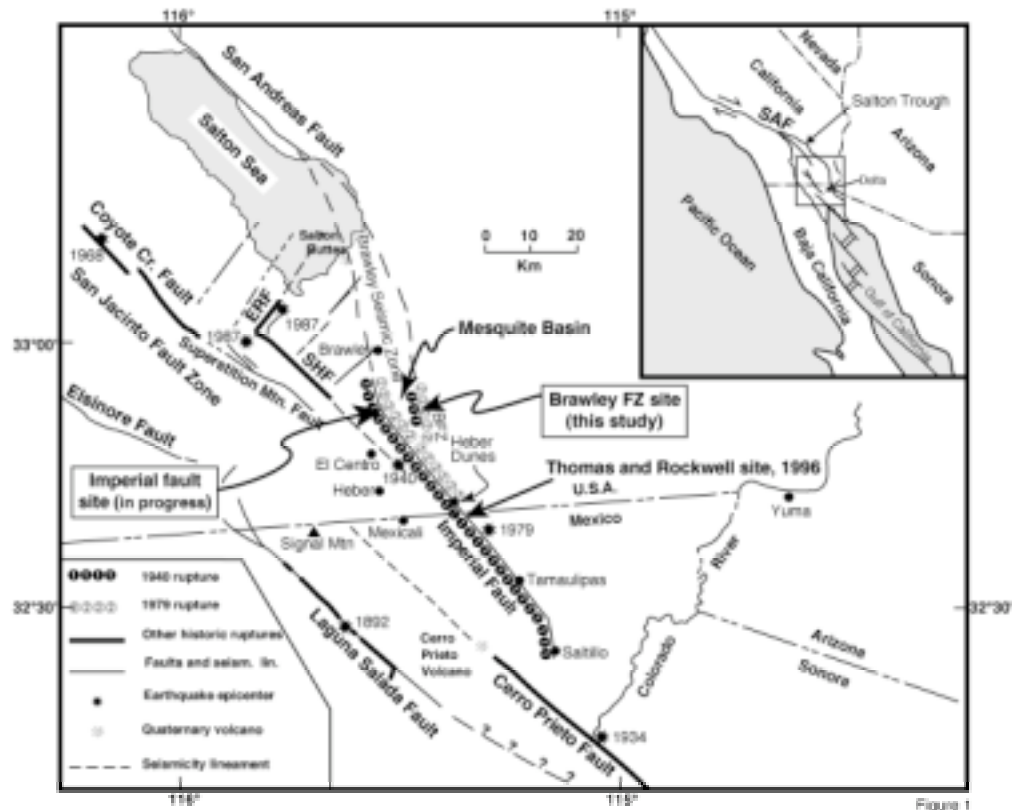 116°
115°
San Andreas Fault
Salton Sea
Salton
Buttes
Brawley Seismic Zone
Coyote Cr. Fault
1968
San Jacinto Fault Zone
ERF
1987
1987
SHF
Superstition Mtn. Fault
Elsinore Fault
33°00'
Brawley
0 10 20
Km
Mesquite Basin
Brawley FZ site
(this study)
Heber
Dunes
El Centro
1940
Heber
Imperial fault
site (in progress)
Thomas and Rockwell site, 1996
U.S.A.
Mexico
Mexicali
Signal Mtn
1979
Imperial Fault
Tamaulipas
Yuma
River
Colorado
32°30'
32°30'
1892
Laguna Salada Fault
Cerro
Prieto
Volcano
Saltillo
Cerro Prieto Fault
1934
Arizona
Sonora
? ? ? ?
1940 rupture
1979 rupture
Other historic ruptures
Faults and seism. lin.
Earthquake epicenter
Quaternary volcano
Seismicity lineament
116°
115°
Figure 1
Nevada
California
SAF
Salton Trough
Arizona
Delta
Pacific Ocean
Baja California
Gulf of California
Sonora